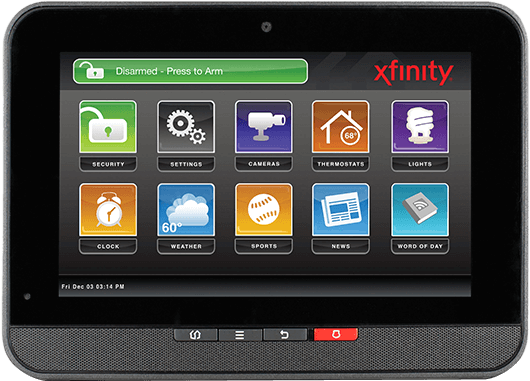 Disarmed - Press to Arm
xfinity
68°
SECURITY
SETTINGS
CAMERAS
THERMOSTATS
LIGHTS
60°
CLOCK
WEATHER
SPORTS
NEWS
WORD OF DAY
Fri Dec 03 03:14 PM